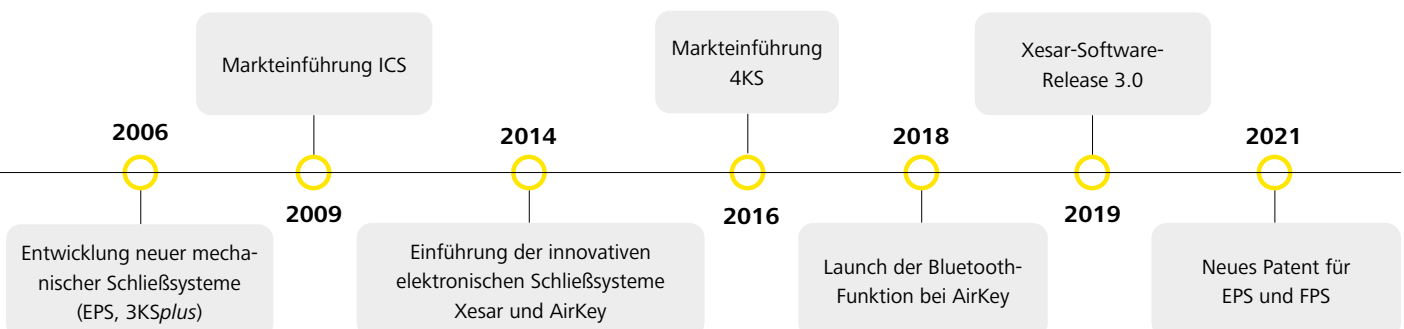 2006
Entwicklung neuer mecha-
nischer Schließsysteme
(EPS, 3KSplus)
Markteinführung ICS
2009
2014
Einführung der innovativen
elektronischen Schließsysteme
Xesar und AirKey
Markteinführung
4KS
2016
2018
Launch der Bluetooth-
Funktion bei AirKey
Xesar-Software-
Release 3.0
2019
2021
Neues Patent für
EPS und FPS